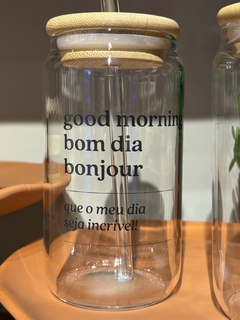 good morning
bom dia
bonjour
que o meu dia
seja incrível!